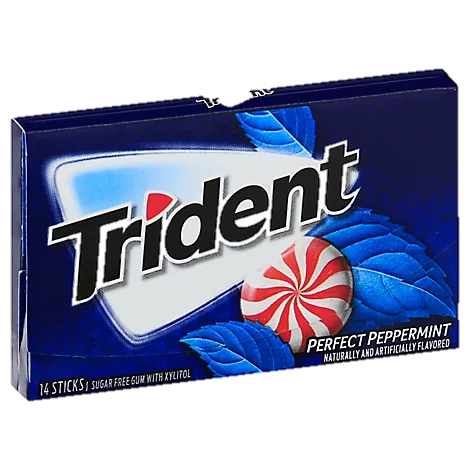 Trident
PERFECT PEPPERMINT
NATURALLY AND ARTIFICIALLY FLAVORED
14 STICKS | SUGAR FREE GUM WITH XYLITOL